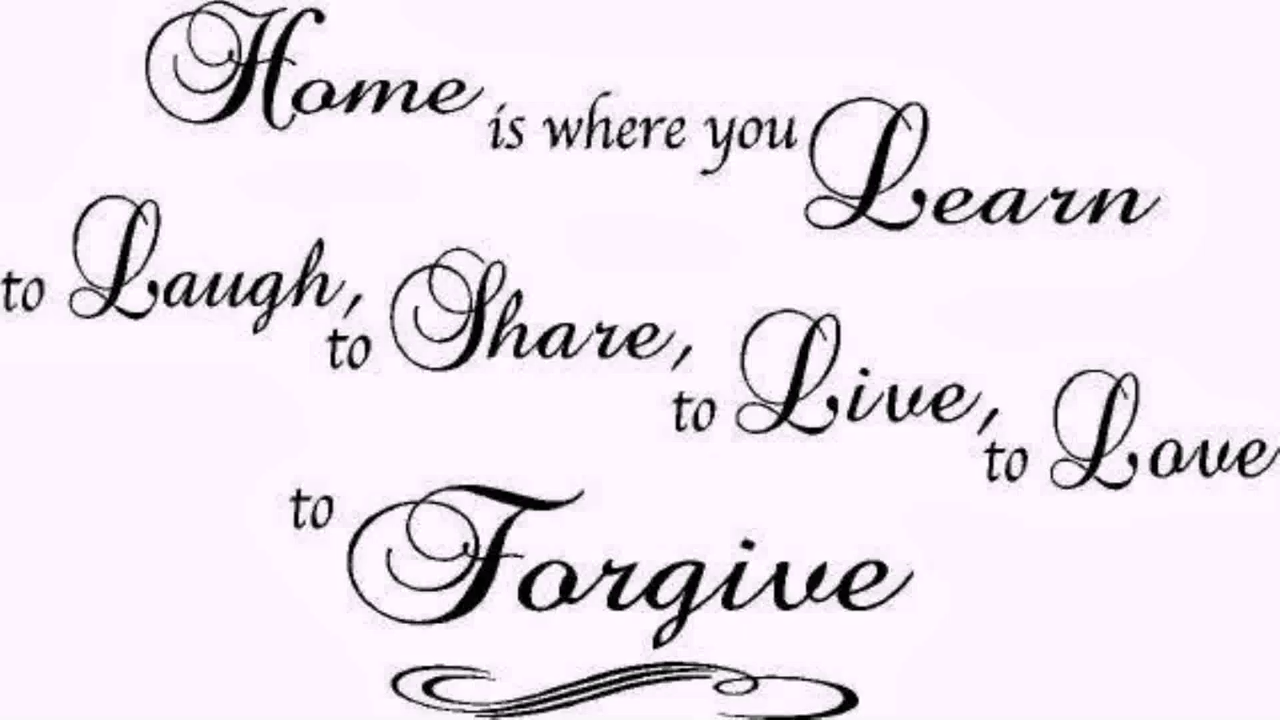 Home is where you Learn
to Laugh, to Share, to Live, to Love
to Forgive